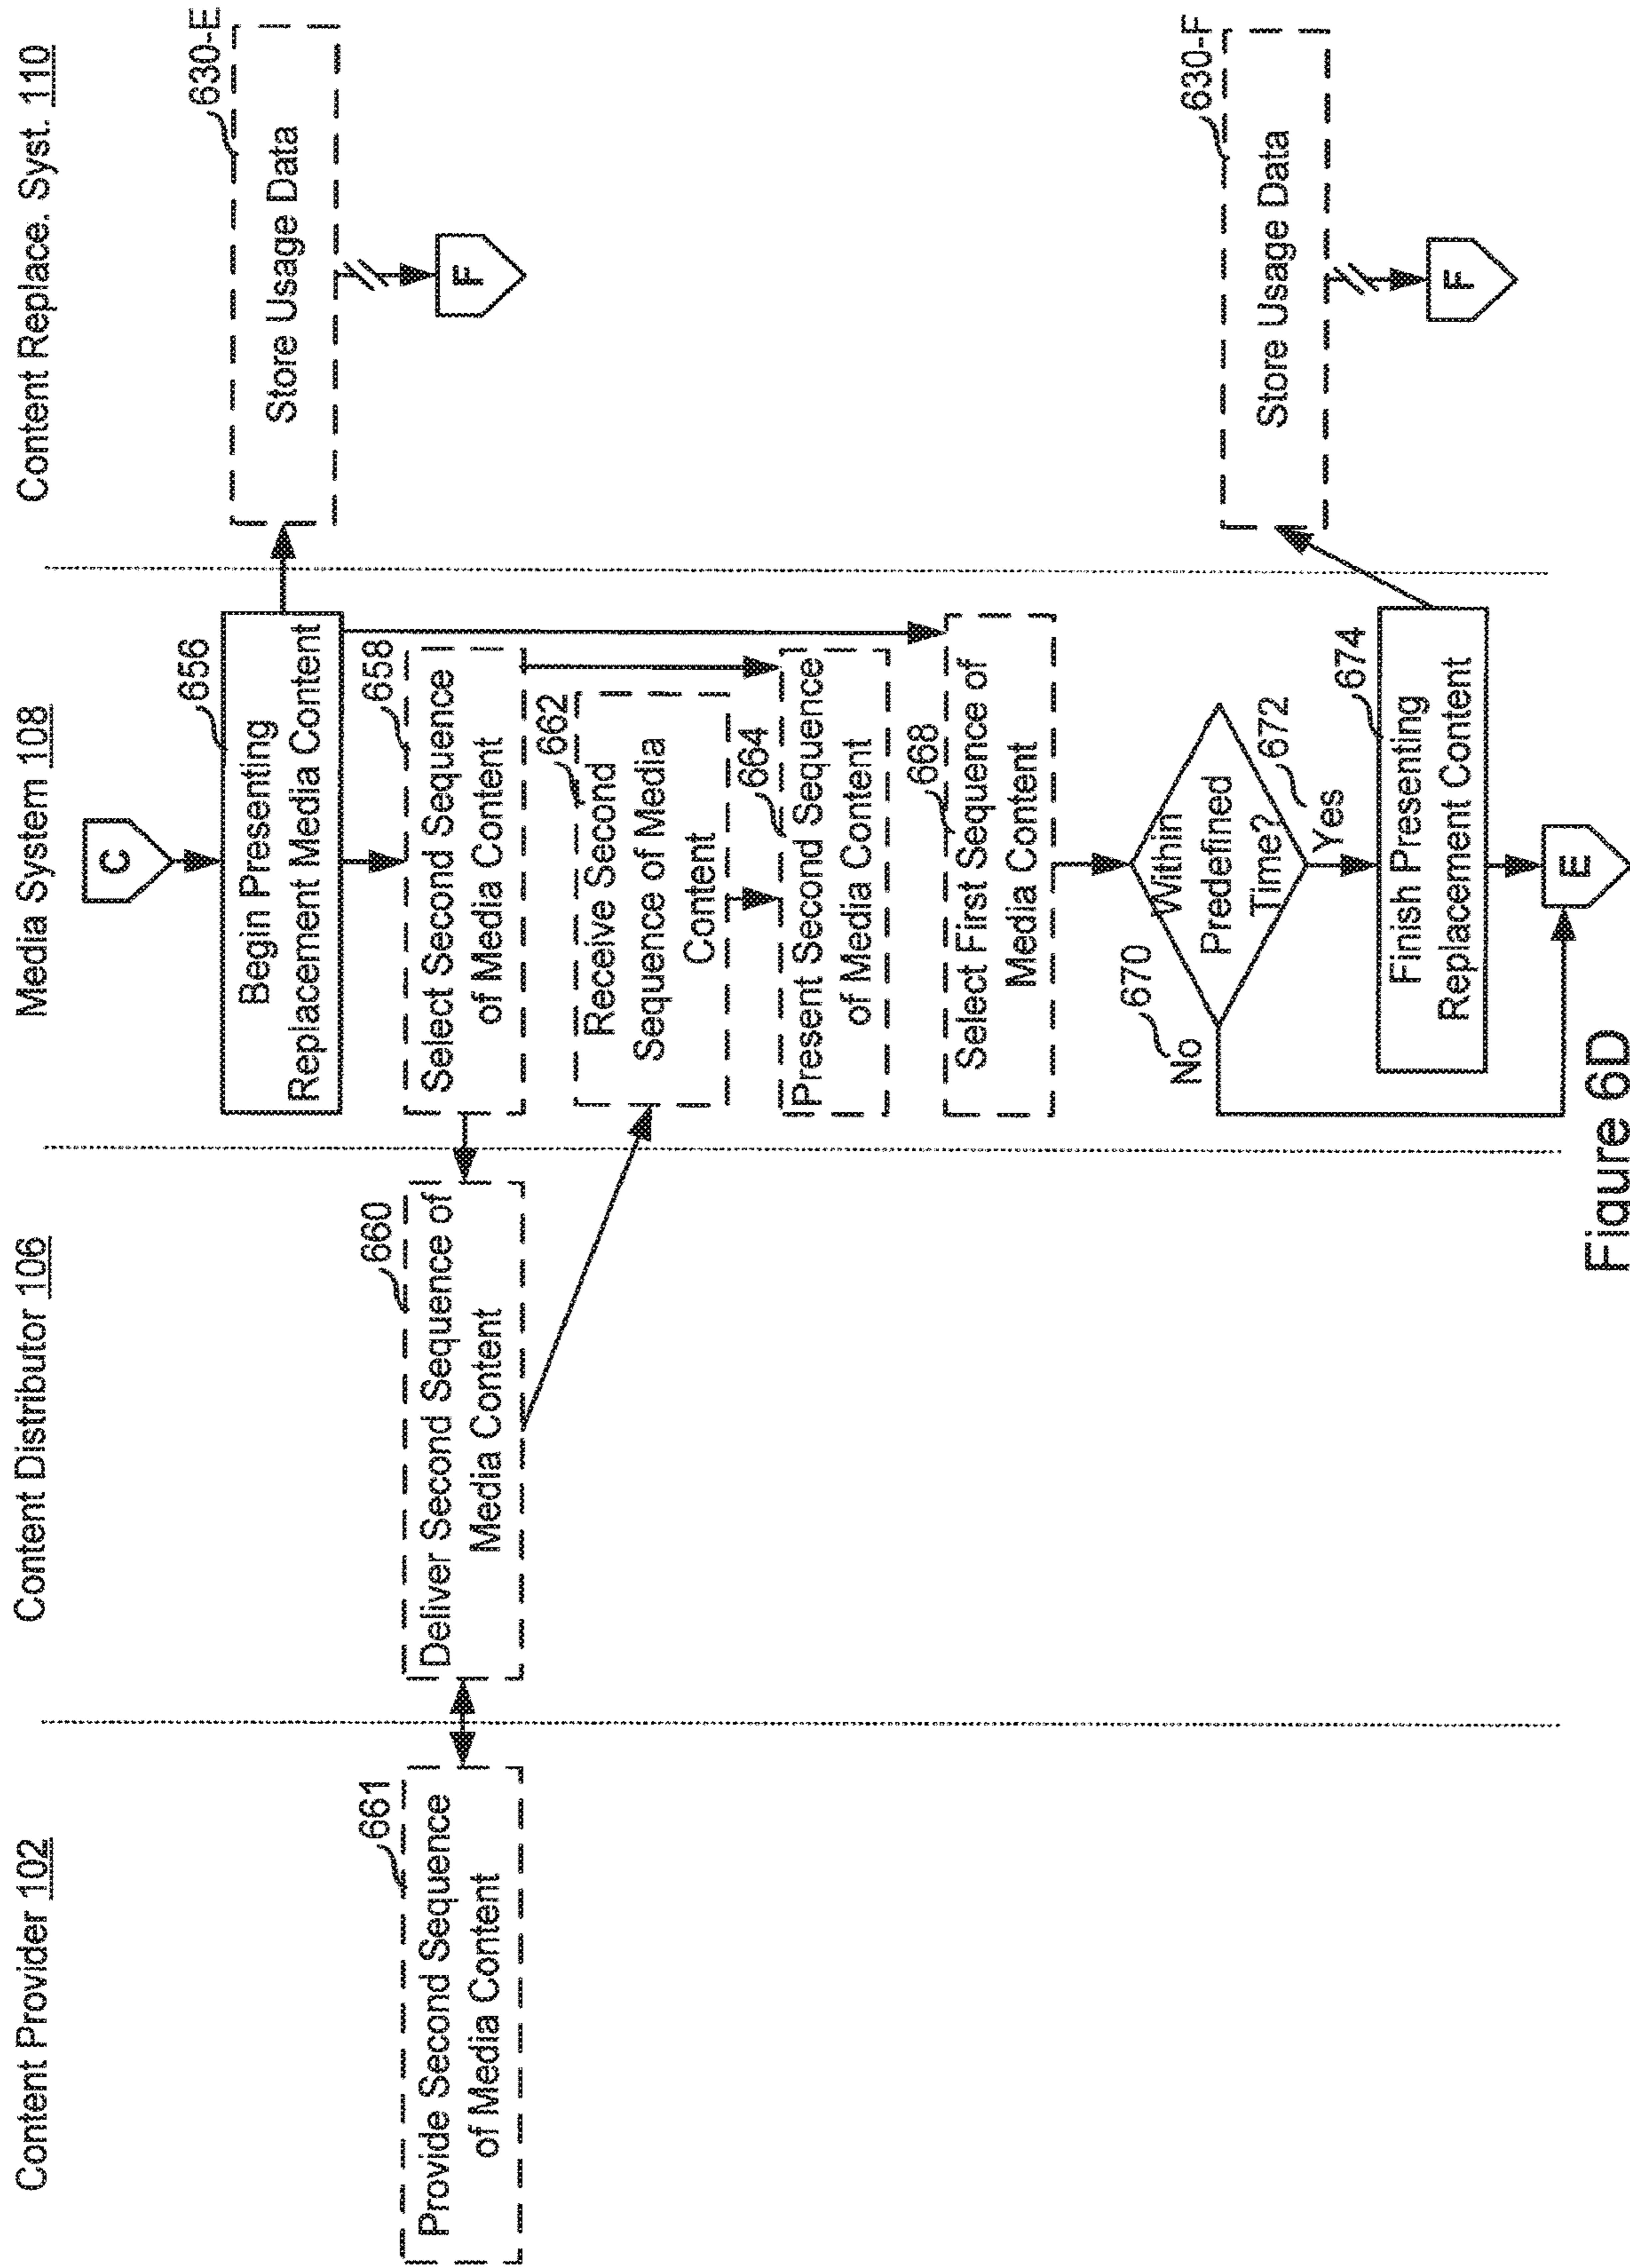 Content Provider 102
Content Distributor 106
Media System 108
Content Replace. Syst. 110
C
656
Begin Presenting
Replacement Media Content
630-E
Store Usage Data
F
661
Provide Second Sequence
of Media Content
660
Deliver Second Sequence of
Media Content
658
Select Second Sequence
of Media Content
662
Receive Second
Sequence of Media
Content
664
Present Second Sequence
of Media Content
668
Select First Sequence of
Media Content
670
No
Within
Predefined
Time?
672
Yes
630-F
Store Usage Data
F
674
Finish Presenting
Replacement Content
E
Figure 6D